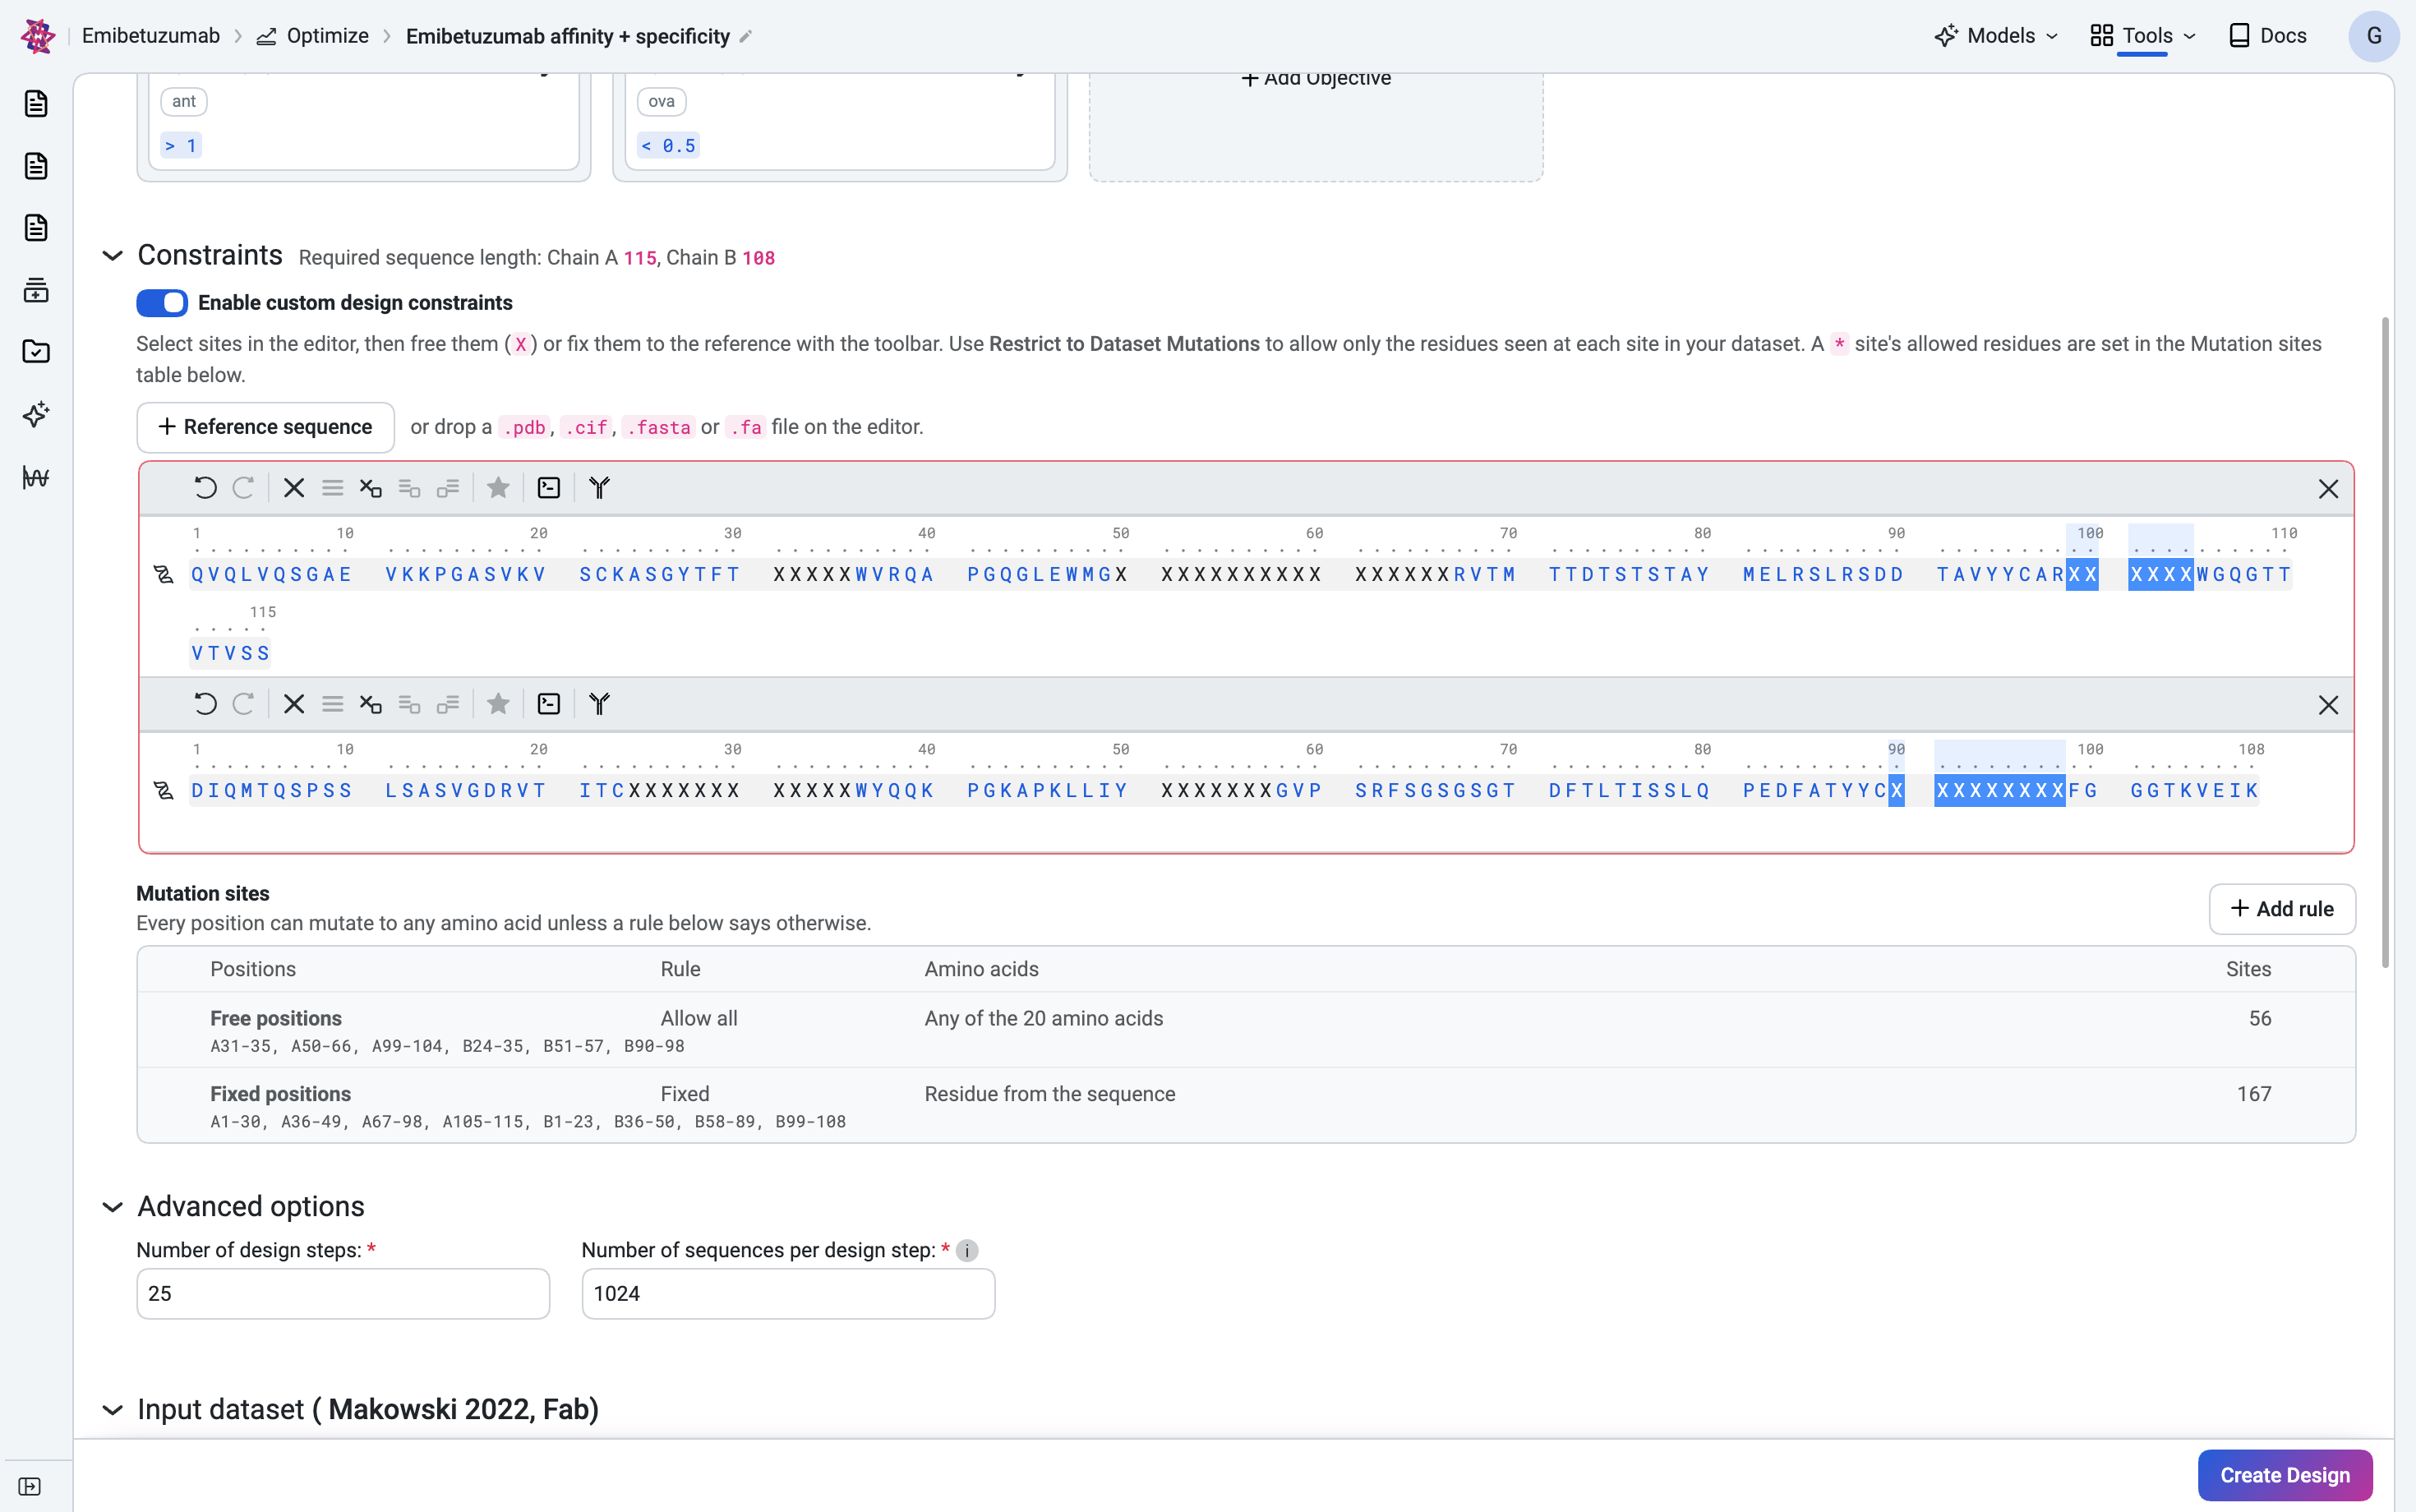 Emibetuzumab > Optimize > Emibetuzumab affinity + specificity
Models Tools Docs G
ant ova + Add Objective
> 1 < 0.5
Constraints Required sequence length: Chain A 115, Chain B 108
Enable custom design constraints
Select sites in the editor, then free them (X) or fix them to the reference with the toolbar. Use Restrict to Dataset Mutations to allow only the residues seen at each site in your dataset. A * site's allowed residues are set in the Mutation sites
table below.
+ Reference sequence or drop a .pdb, .cif, .fasta or .fa file on the editor.
1 10 20 30 40 50 60 70 80 90 100 110
QVQLVQSGAE VKKPGASVKV SCKASGYTFT XXXXXWVRQA PGQGLEWMGX XXXXXXXXXX XXXXXXRVTM TTDTSTSTAY MELRSLRSDD TAVYYCARXX XXXXWGQGTT
115
VTVSS
1 10 20 30 40 50 60 70 80 90 100 108
DIQMTQSPSS LSASVGDRVT ITCXXXXXXX XXXXXWYQQK PGKAPKLLIY XXXXXXXGVP SRFSGSGSGT DFTLTISSLQ PEDFATYYCX XXXXXXXXFG GGTKVEIK
Mutation sites
Every position can mutate to any amino acid unless a rule below says otherwise.
+ Add rule
Positions Rule Amino acids Sites
Free positions Allow all Any of the 20 amino acids 56
A31-35, A50-66, A99-104, B24-35, B51-57, B90-98
Fixed positions Fixed Residue from the sequence 167
A1-30, A36-49, A67-98, A105-115, B1-23, B36-50, B58-89, B99-108
Advanced options
Number of design steps: * Number of sequences per design step: * i
25 1024
Input dataset ( Makowski 2022, Fab)
Create Design